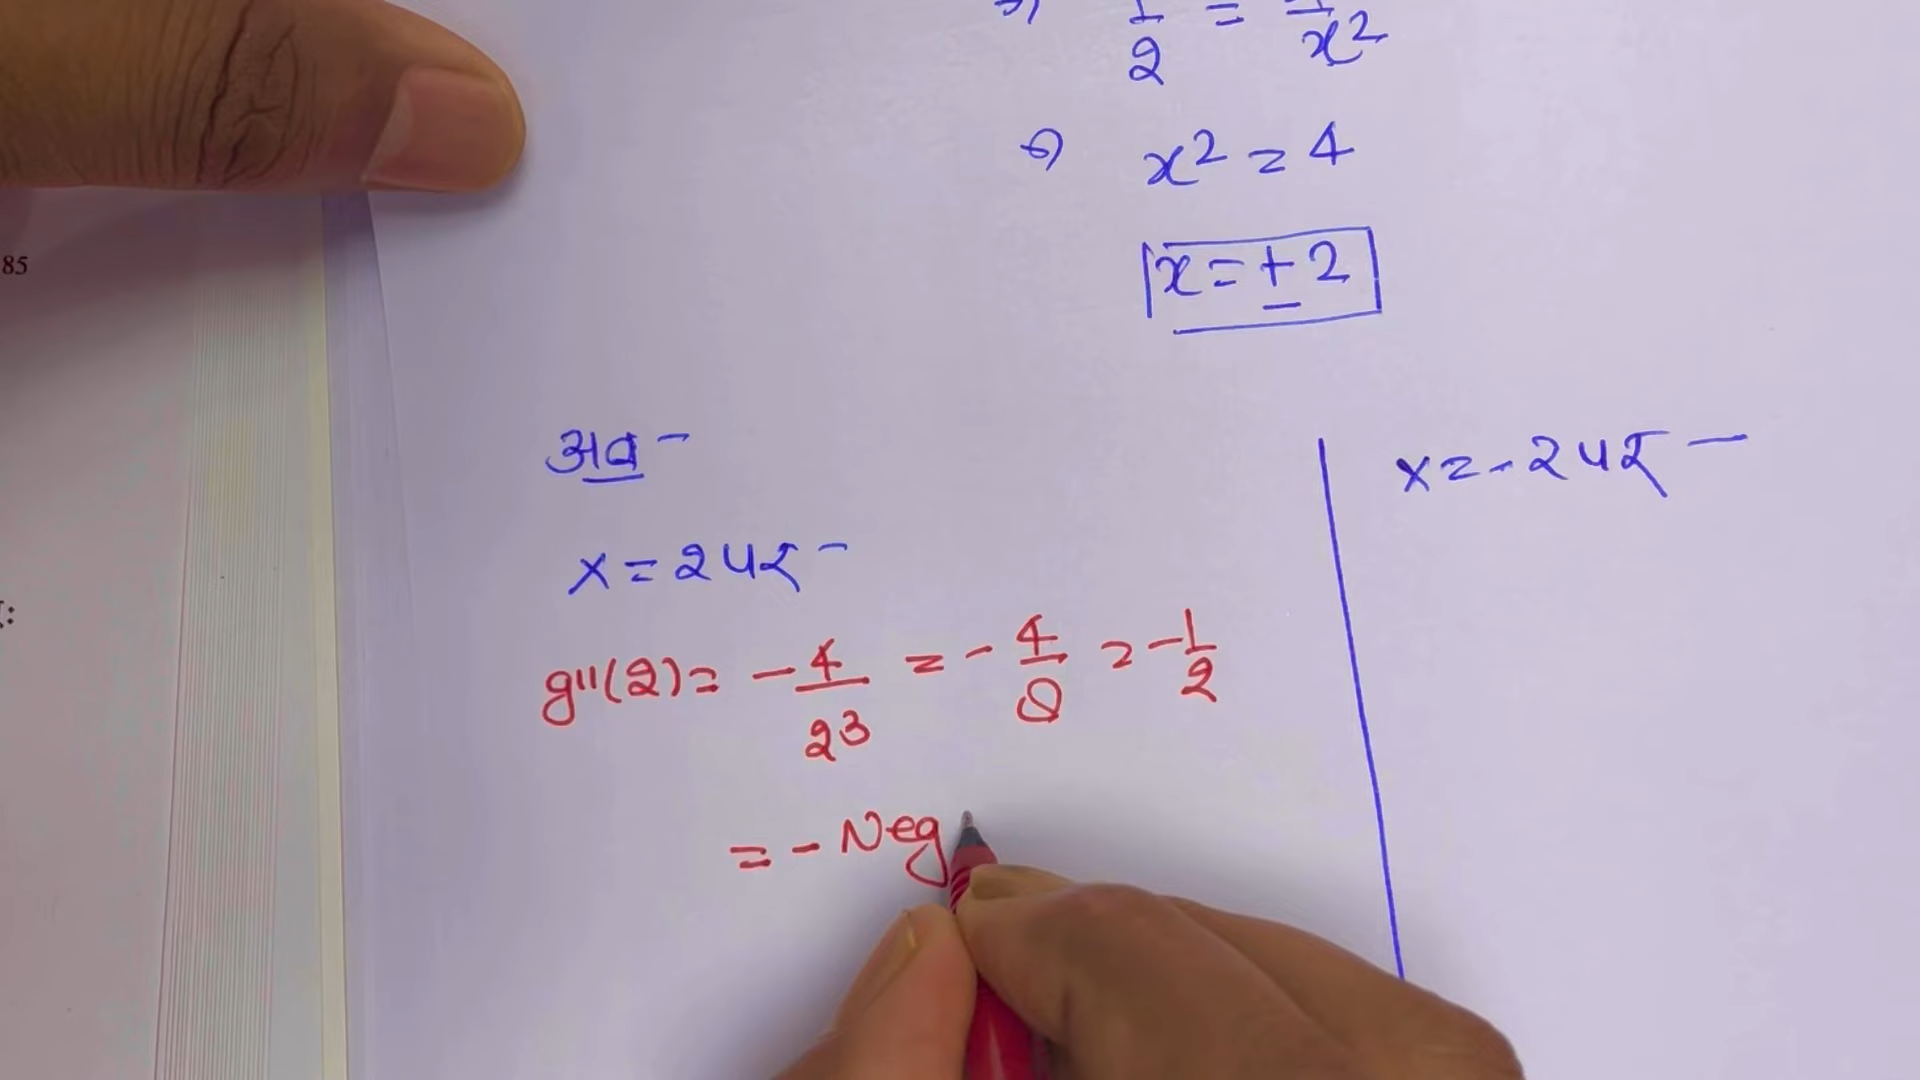 1/2 = 1/x²
⇒ x² = 4
x = ± 2
अब -
x = 2 पर -
g''(2) = -4/2³ = -4/8 = -1/2
= - Neg
x = -2 पर -
85